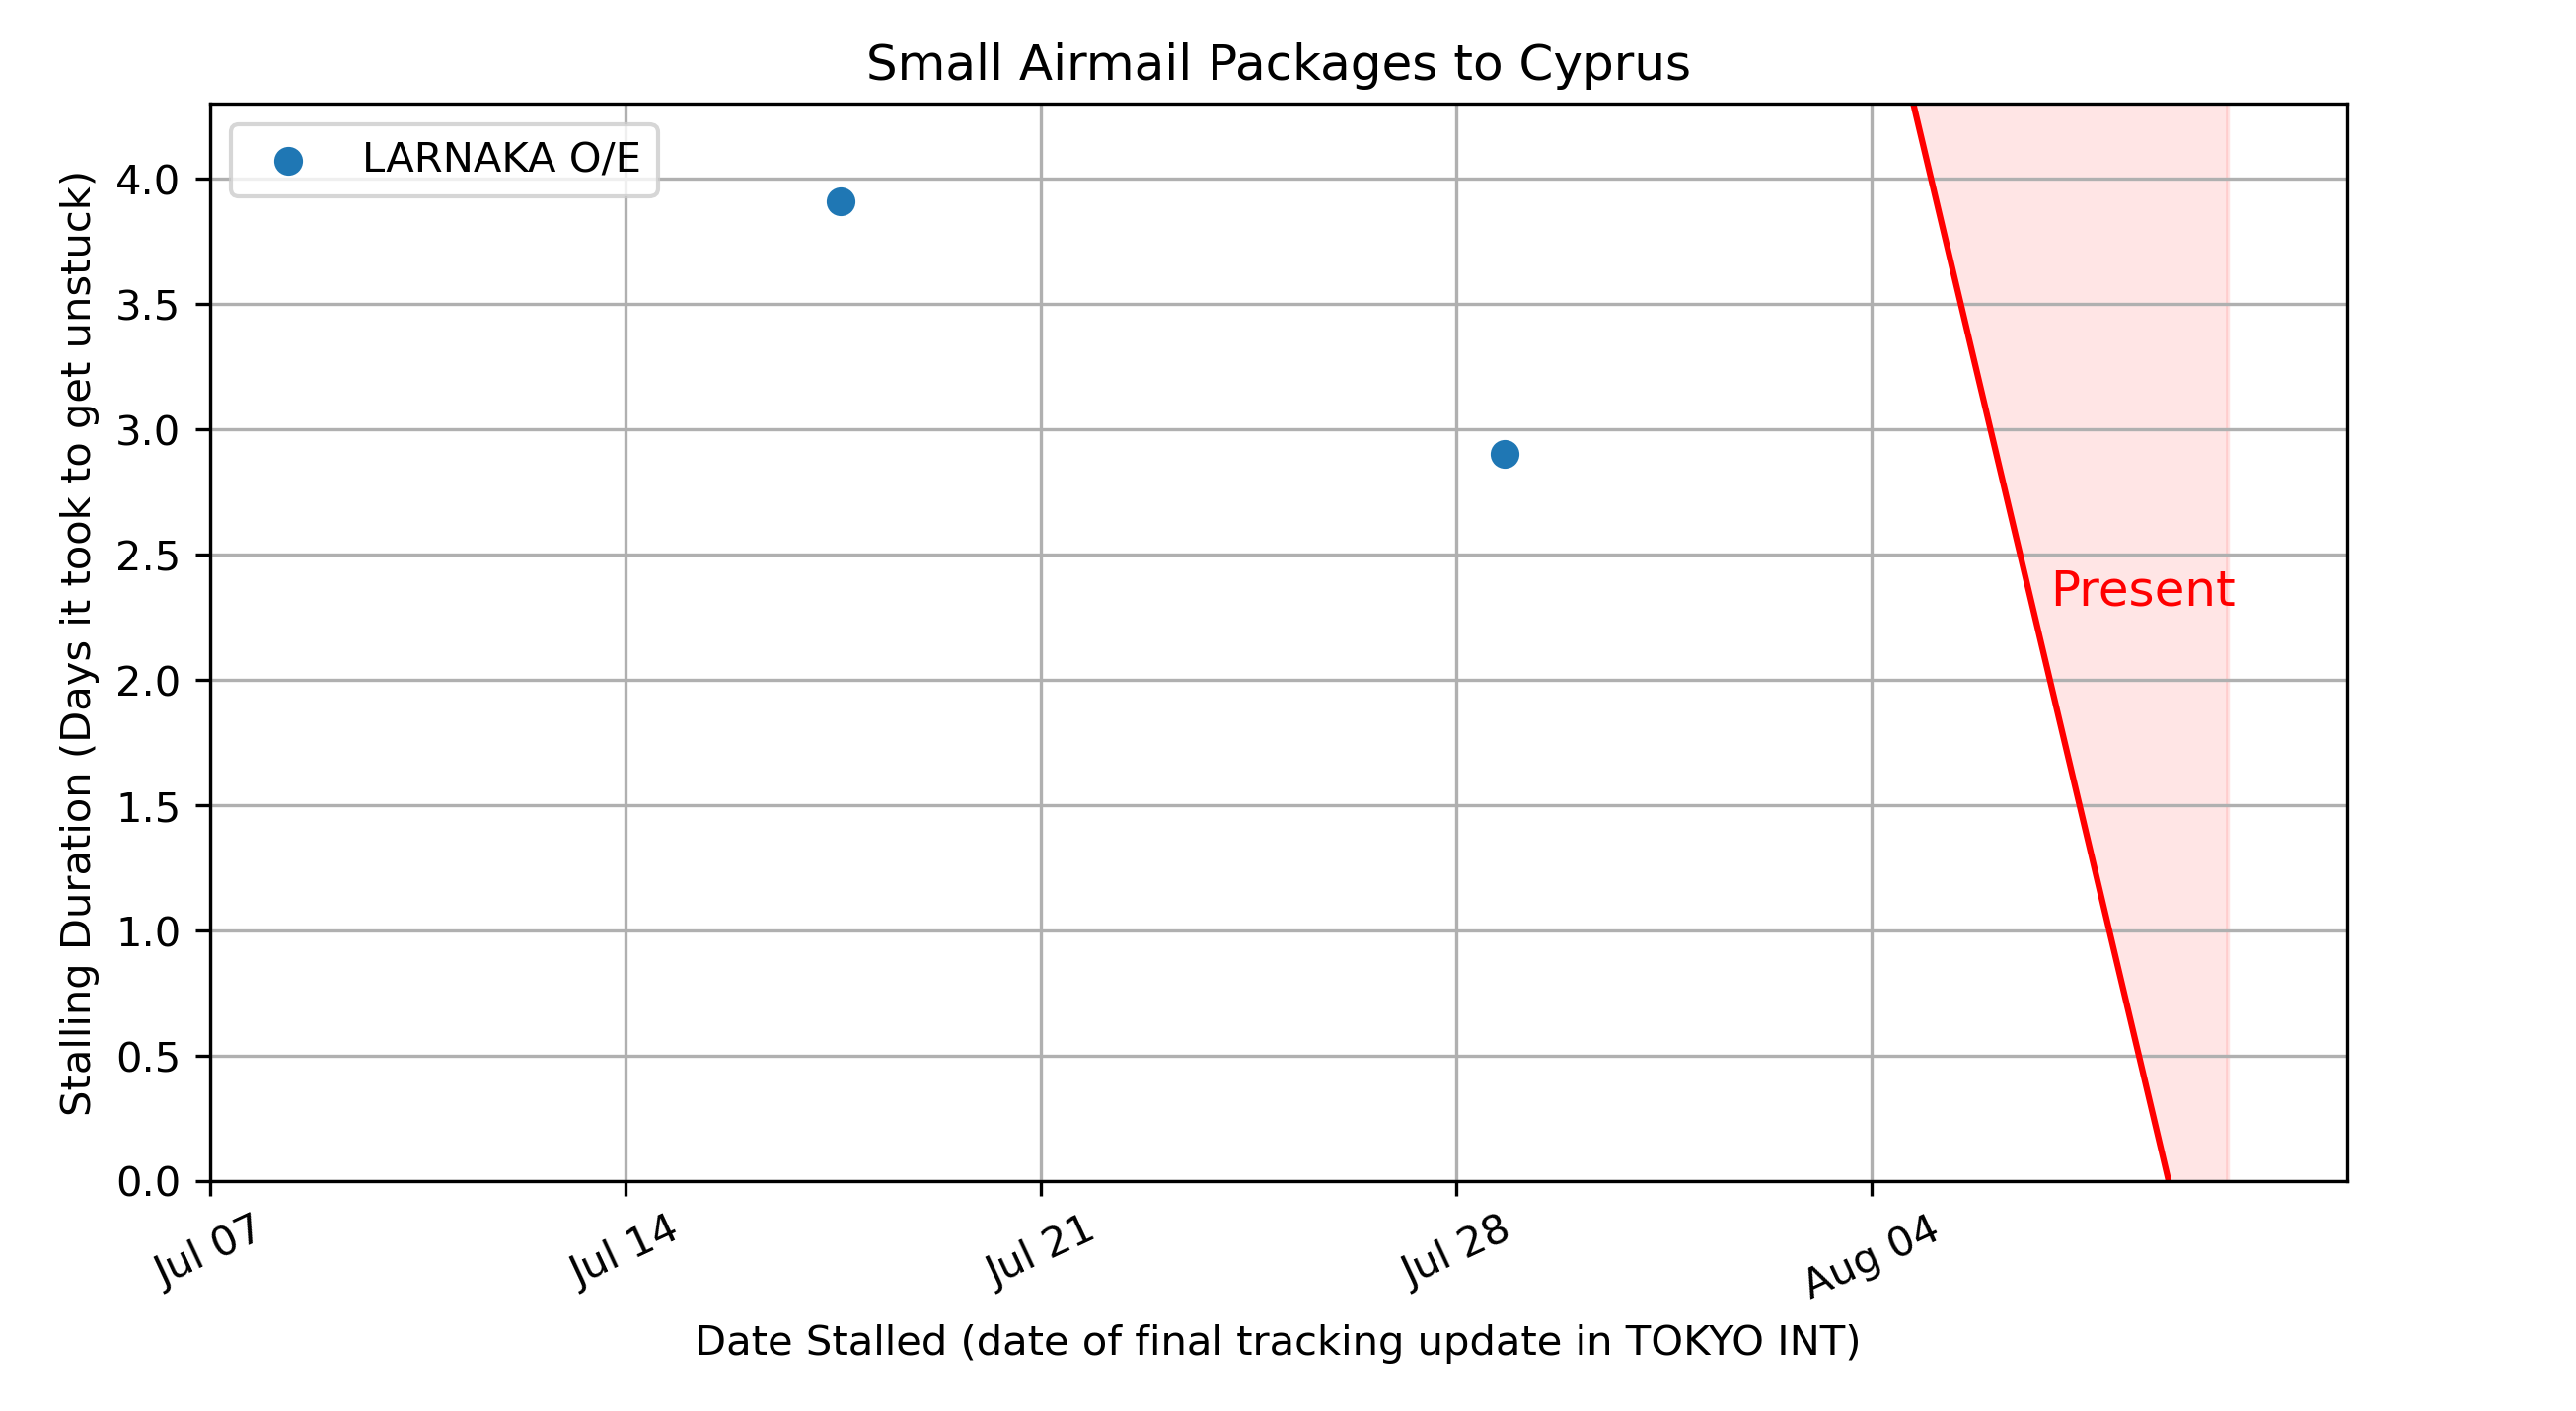 Small Airmail Packages to Cyprus
LARNAKA O/E
Stalling Duration (Days it took to get unstuck)
4.0
3.5
3.0
2.5
2.0
1.5
1.0
0.5
0.0
Present
Jul 07
Jul 14
Jul 21
Jul 28
Aug 04
Date Stalled (date of final tracking update in TOKYO INT)